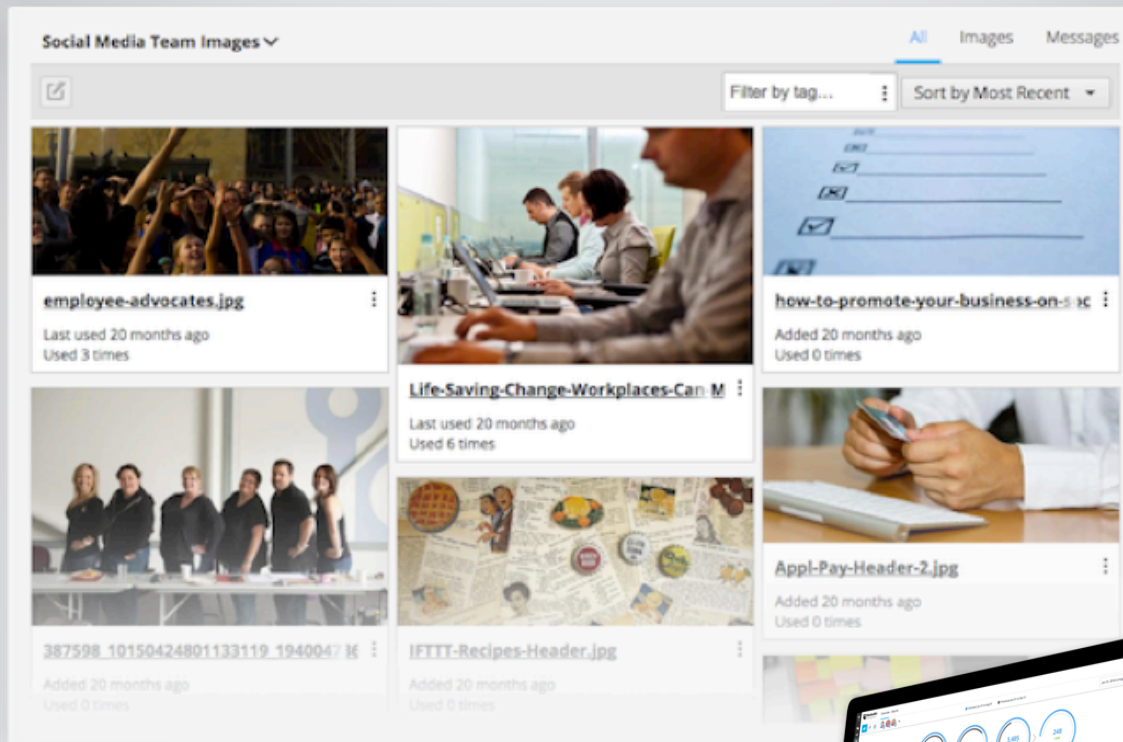 Social Media Team Images
All Images Messages
Filter by tag...
Sort by Most Recent
employee-advocates.jpg
Last used 20 months ago
Used 3 times
Life-Saving-Change-Workplaces-Can M
Last used 20 months ago
Used 6 times
how-to-promote-your-business-on-s oc
Added 20 months ago
Used 0 times
387598_10150424801133119_1940047
Added 20 months ago
Used 0 times
IFTTT-Recipes-Header.jpg
Added 20 months ago
Used 0 times
Appl-Pay-Header-2.jpg
Added 20 months ago
Used 0 times